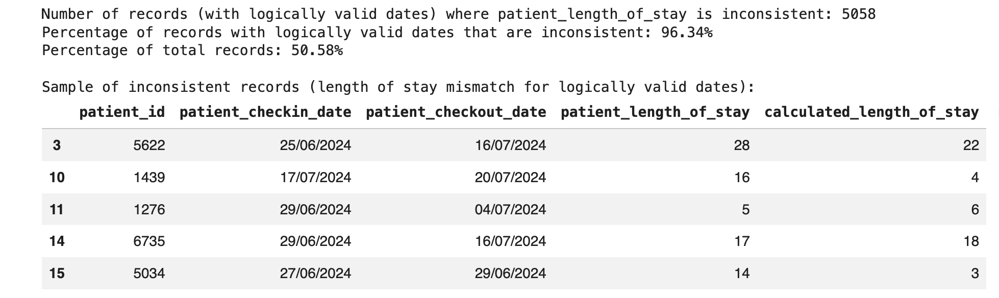 Number of records (with logically valid dates) where patient_length_of_stay is inconsistent: 5058
Percentage of records with logically valid dates that are inconsistent: 96.34%
Percentage of total records: 50.58%
Sample of inconsistent records (length of stay mismatch for logically valid dates):
patient_id patient_checkin_date patient_checkout_date patient_length_of_stay calculated_length_of_stay
3 5622 25/06/2024 16/07/2024 28 22
10 1439 17/07/2024 20/07/2024 16 4
11 1276 29/06/2024 04/07/2024 5 6
14 6735 29/06/2024 16/07/2024 17 18
15 5034 27/06/2024 29/06/2024 14 3